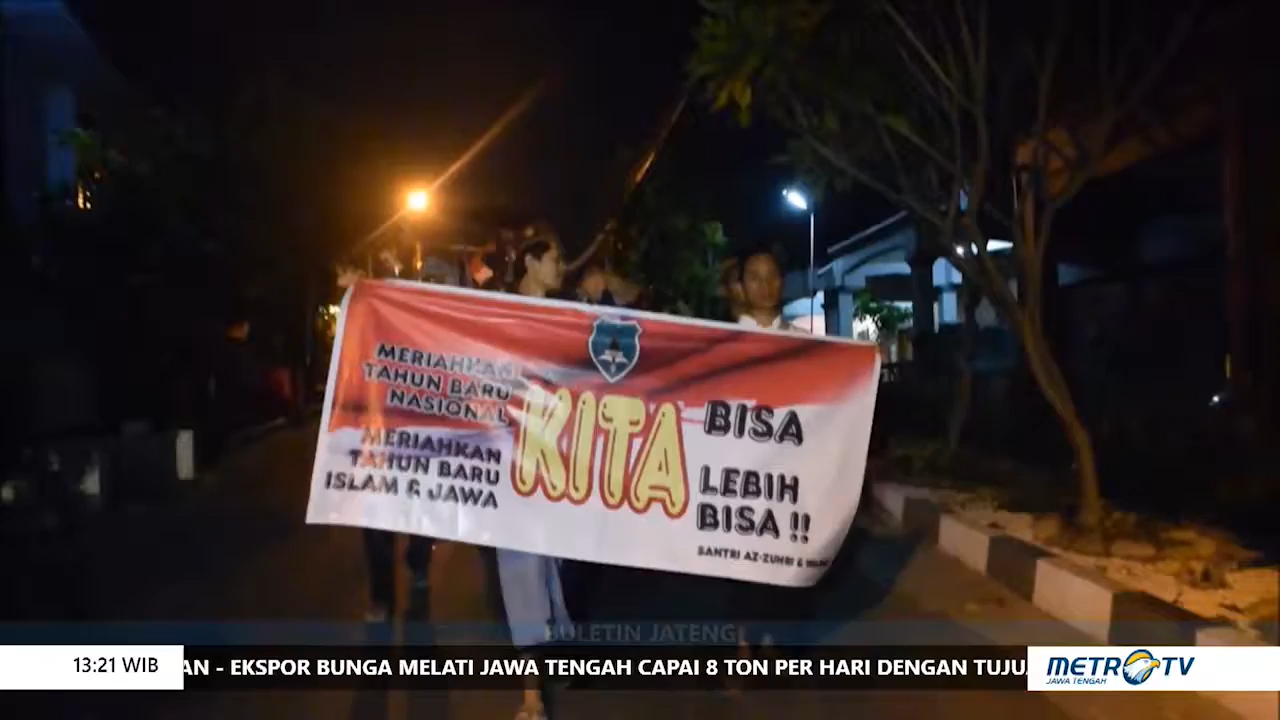 MERIAHKAN
TAHUN BARU
NASIONAL
MERIAHKAN
TAHUN BARU
ISLAM & JAWA
KITA
BISA
LEBIH
BISA !!
SANTRI AZ-ZUHRI &
BULETIN JATENG
13:21 WIB
AN - EKSPOR BUNGA MELATI JAWA TENGAH CAPAI 8 TON PER HARI DENGAN TUJU
METRO TV
JAWA TENGAH